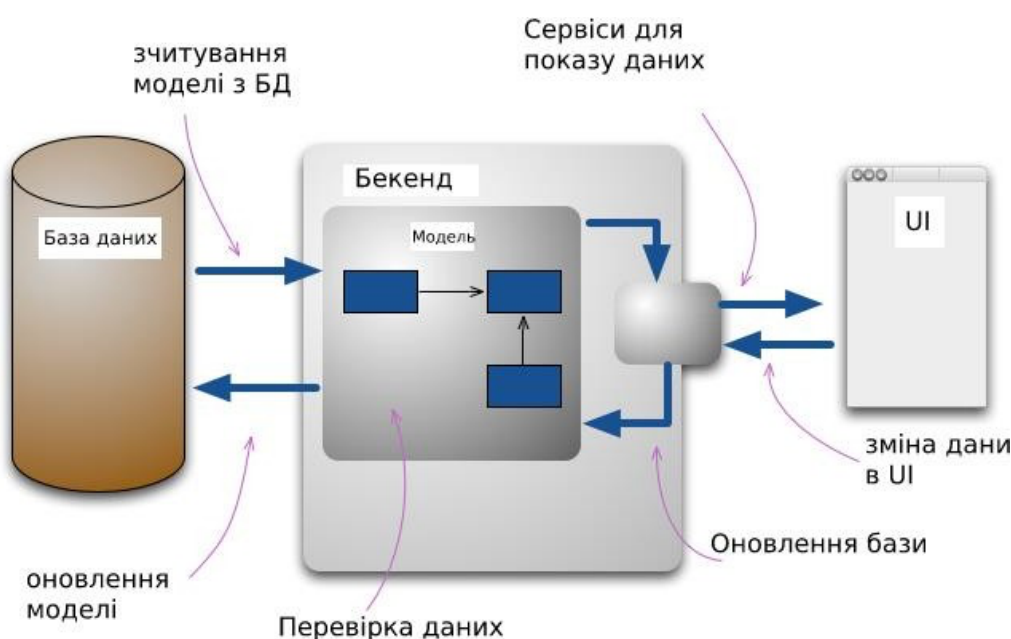 зчитування
моделі з БД
Сервіси для
показу даних
Бекенд
База даних
Модель
UI
зміна дани
в UI
Оновлення бази
оновлення
моделі
Перевірка даних